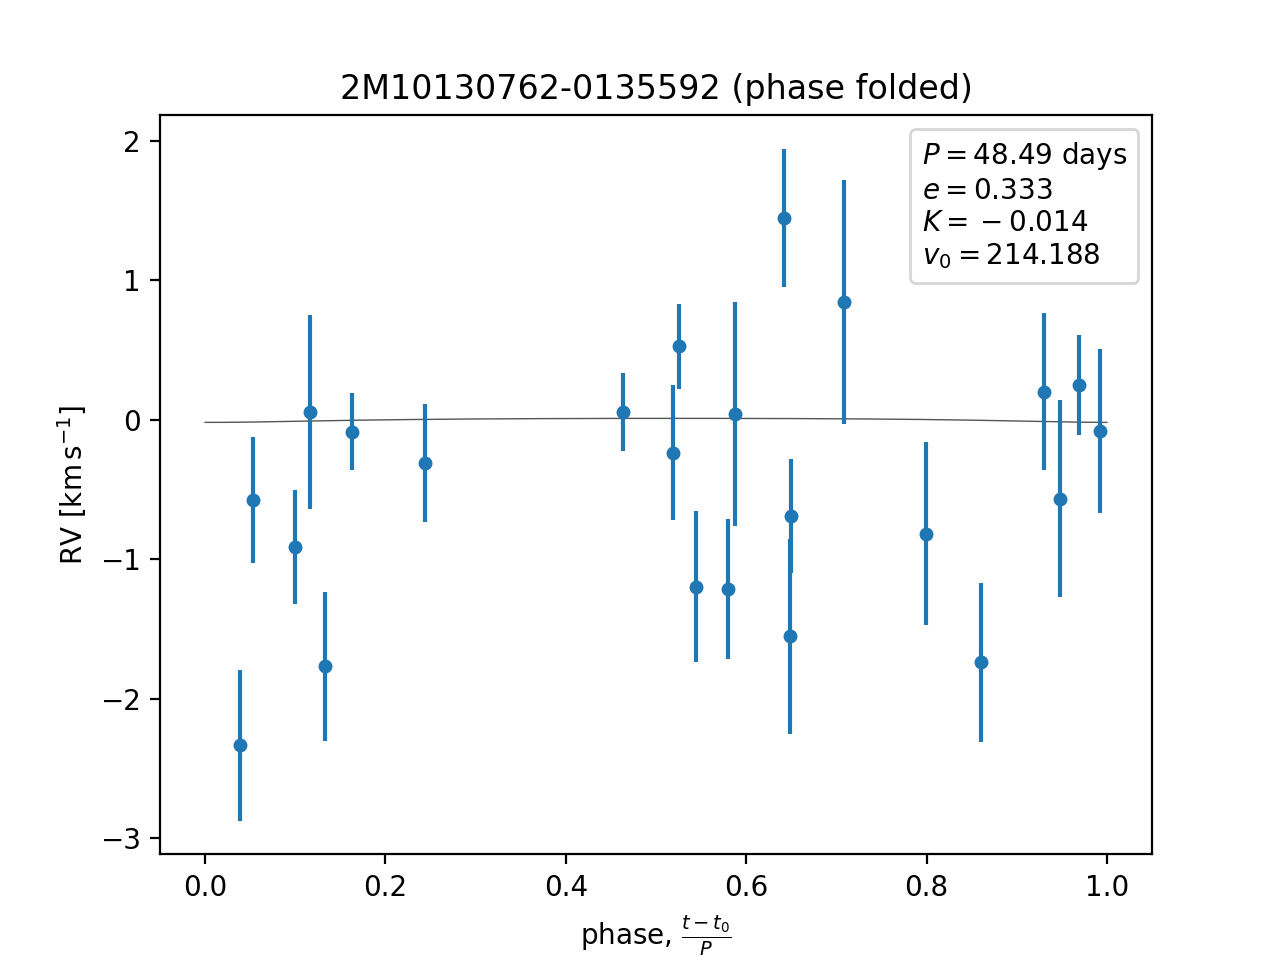 2M10130762-0135592 (phase folded)
P = 48.49 days
e = 0.333
K = −0.014
v₀ = 214.188
2
1
0
−1
−2
−3
RV [km s⁻¹]
0.0 0.2 0.4 0.6 0.8 1.0
phase, (t − t₀)/P